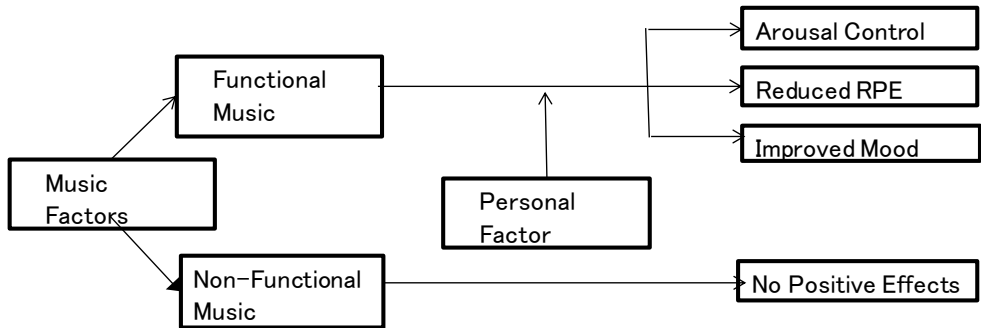 Arousal Control
Functional
Music
Reduced RPE
Improved Mood
Music
Factors
Personal
Factor
Non-Functional
Music
No Positive Effects